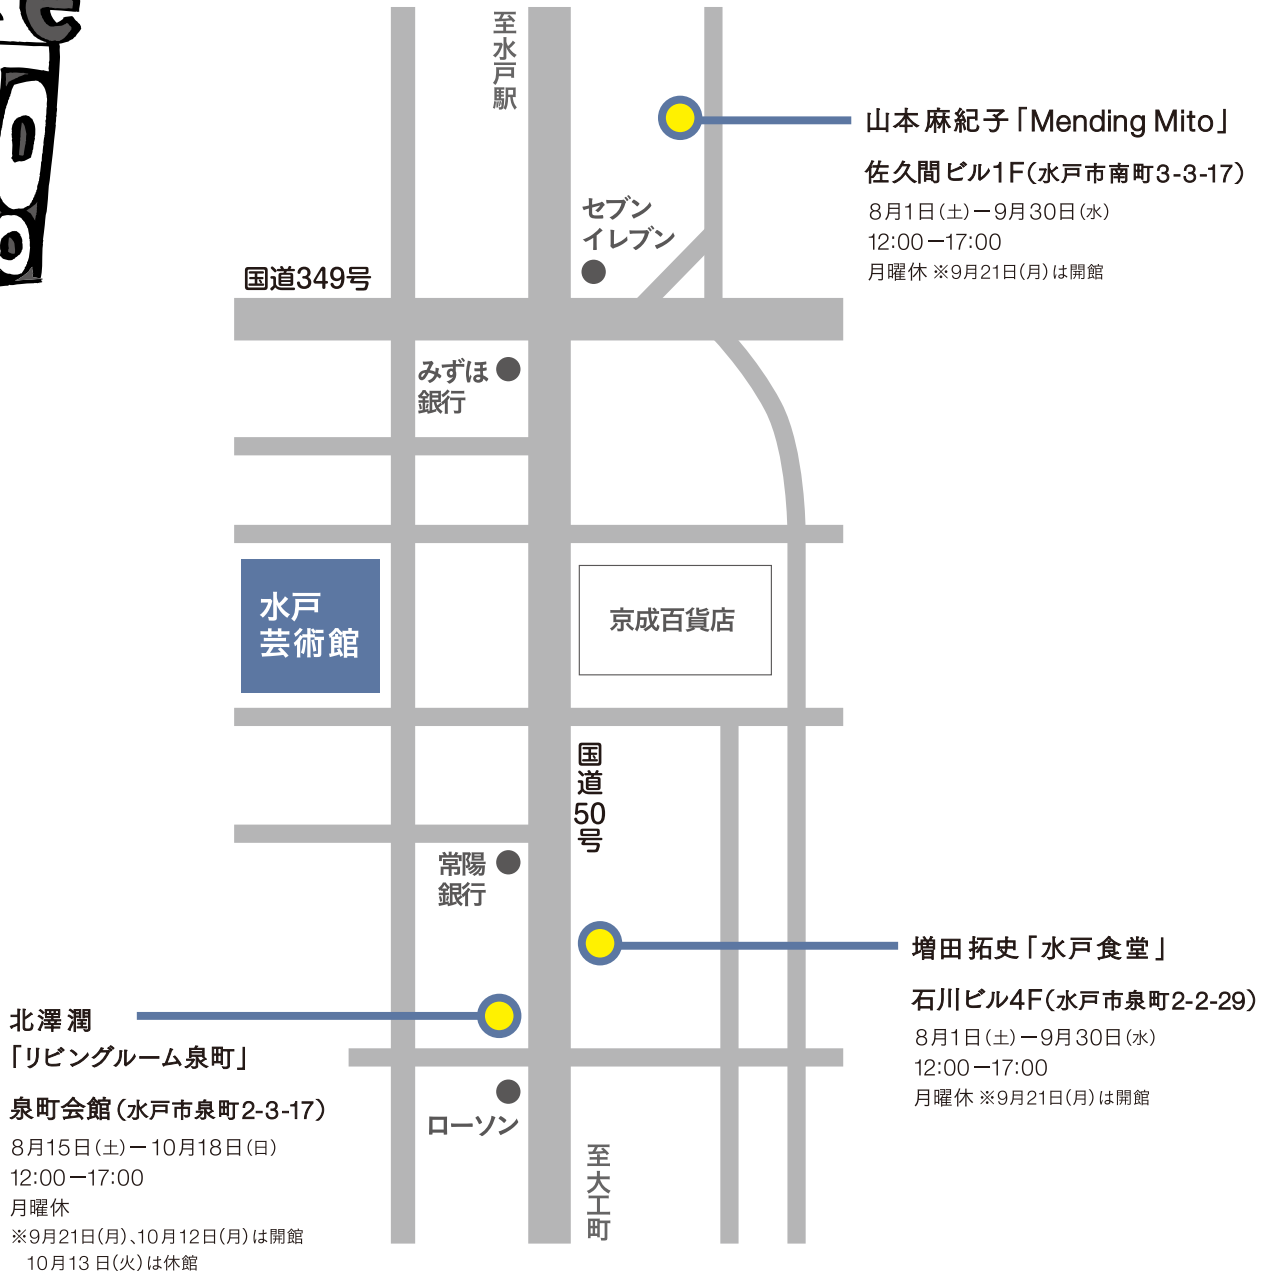 至水戸駅
山本麻紀子「Mending Mito」
佐久間ビル1F(水戸市南町3-3-17)
8月1日(土)ー9月30日(水)
12:00ー17:00
月曜休 ※9月21日(月)は開館
セブン
イレブン
国道349号
みずほ
銀行
水戸
芸術館
京成百貨店
国道50号
常陽
銀行
増田拓史「水戸食堂」
石川ビル4F(水戸市泉町2-2-29)
8月1日(土)ー9月30日(水)
12:00ー17:00
月曜休 ※9月21日(月)は開館
北澤潤
「リビングルーム泉町」
泉町会館(水戸市泉町2-3-17)
8月15日(土)ー10月18日(日)
12:00ー17:00
月曜休
※9月21日(月)、10月12日(月)は開館
10月13日(火)は休館
ローソン
至大工町